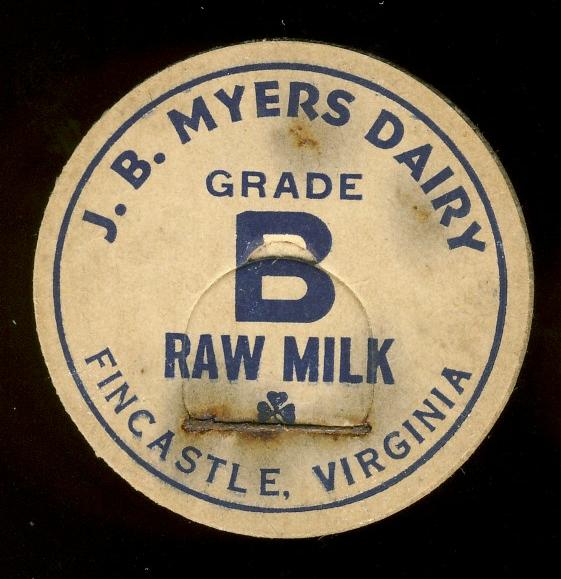 J. B. MYERS DAIRY
GRADE
B
RAW MILK
FINCASTLE, VIRGINIA